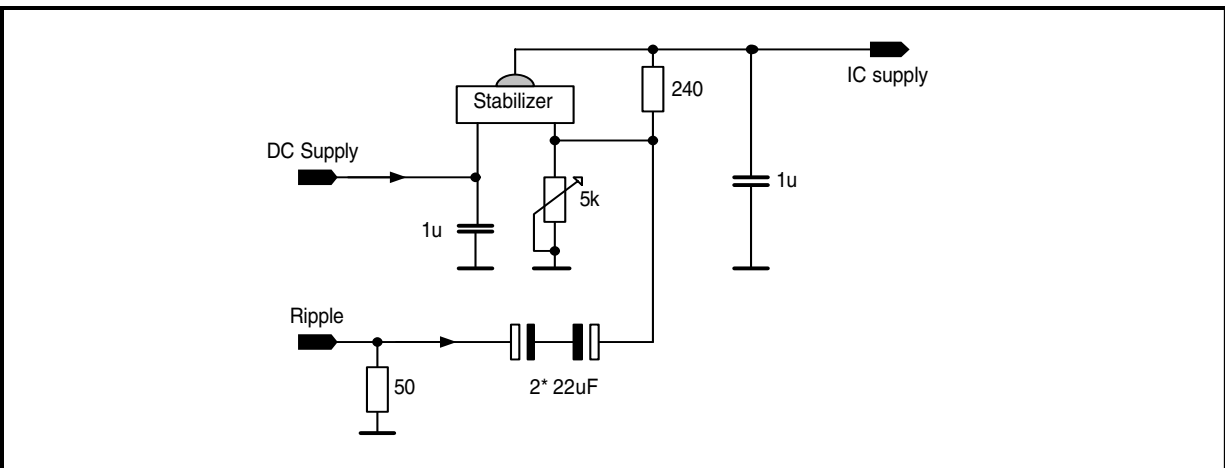 IC supply
240
Stabilizer
DC Supply
5k
1u
1u
Ripple
50
2* 22uF